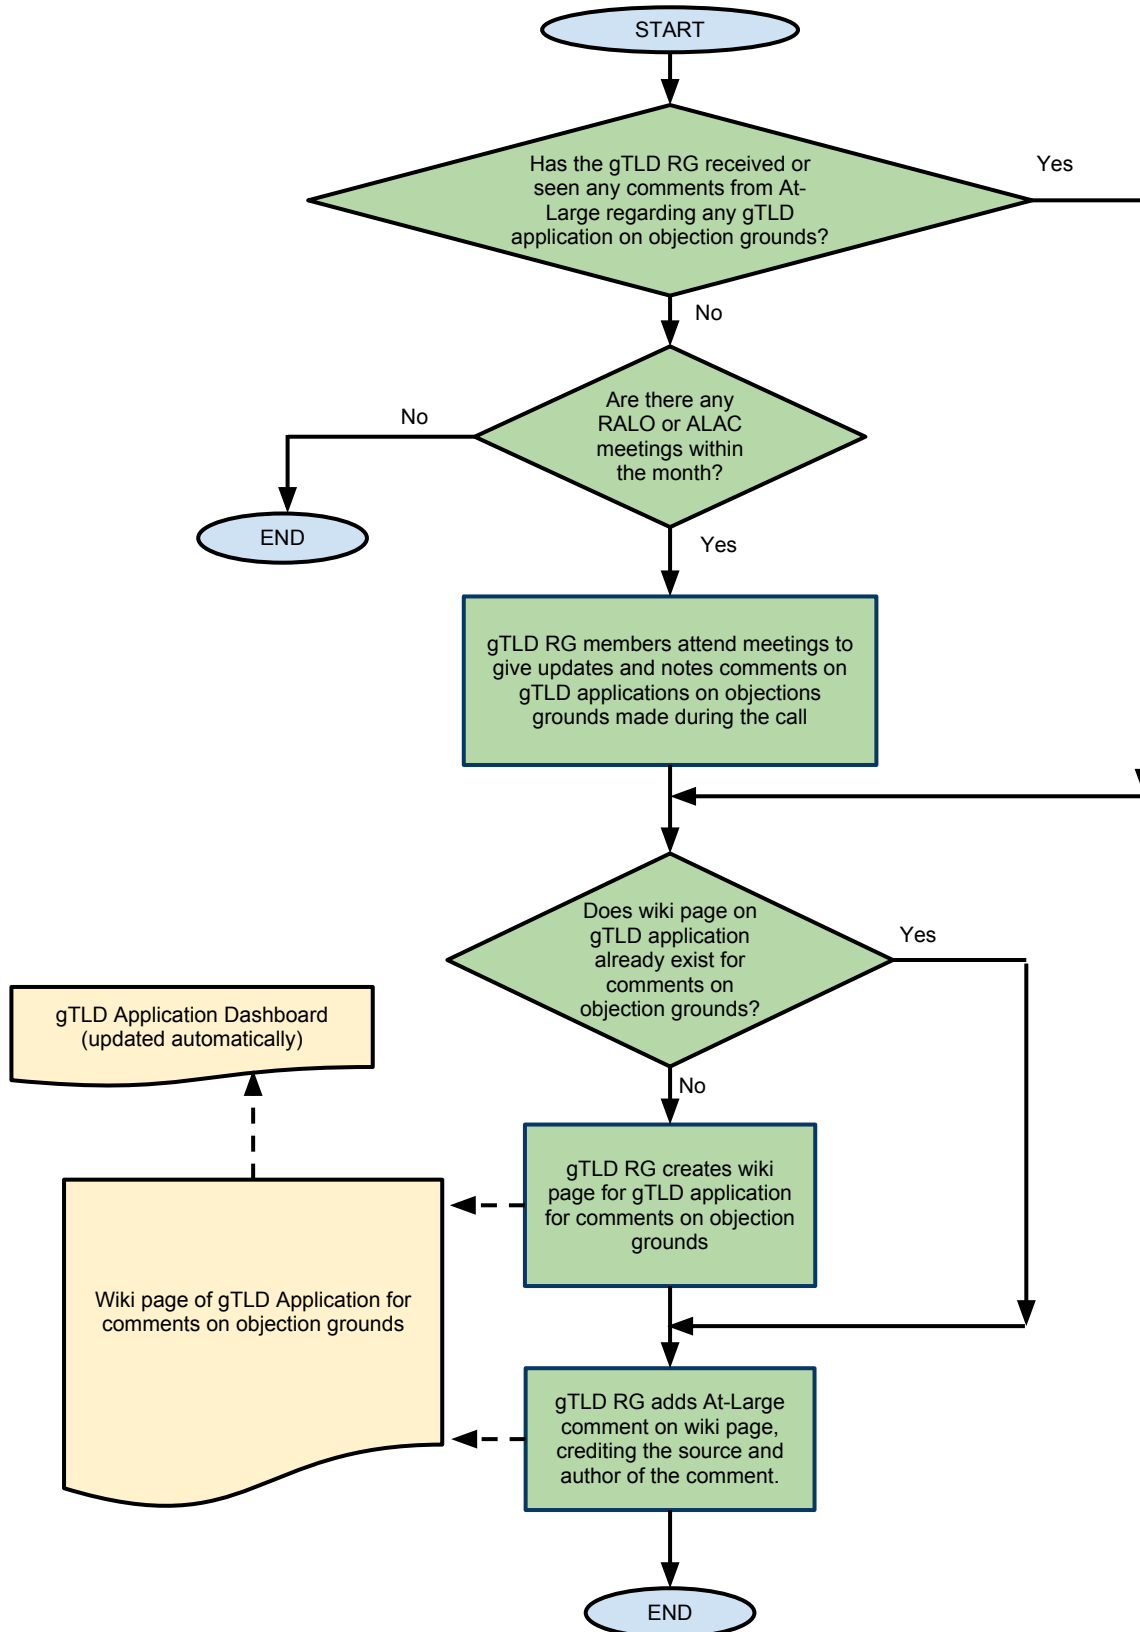 START
Has the gTLD RG received or
seen any comments from At-
Large regarding any gTLD
application on objection grounds?
Yes
No
Are there any
RALO or ALAC
meetings within
the month?
No
END
Yes
gTLD RG members attend meetings to
give updates and notes comments on
gTLD applications on objections
grounds made during the call
Does wiki page on
gTLD application
already exist for
comments on
objection grounds?
Yes
gTLD Application Dashboard
(updated automatically)
No
gTLD RG creates wiki
page for gTLD application
for comments on objection
grounds
Wiki page of gTLD Application for
comments on objection grounds
gTLD RG adds At-Large
comment on wiki page,
crediting the source and
author of the comment.
END